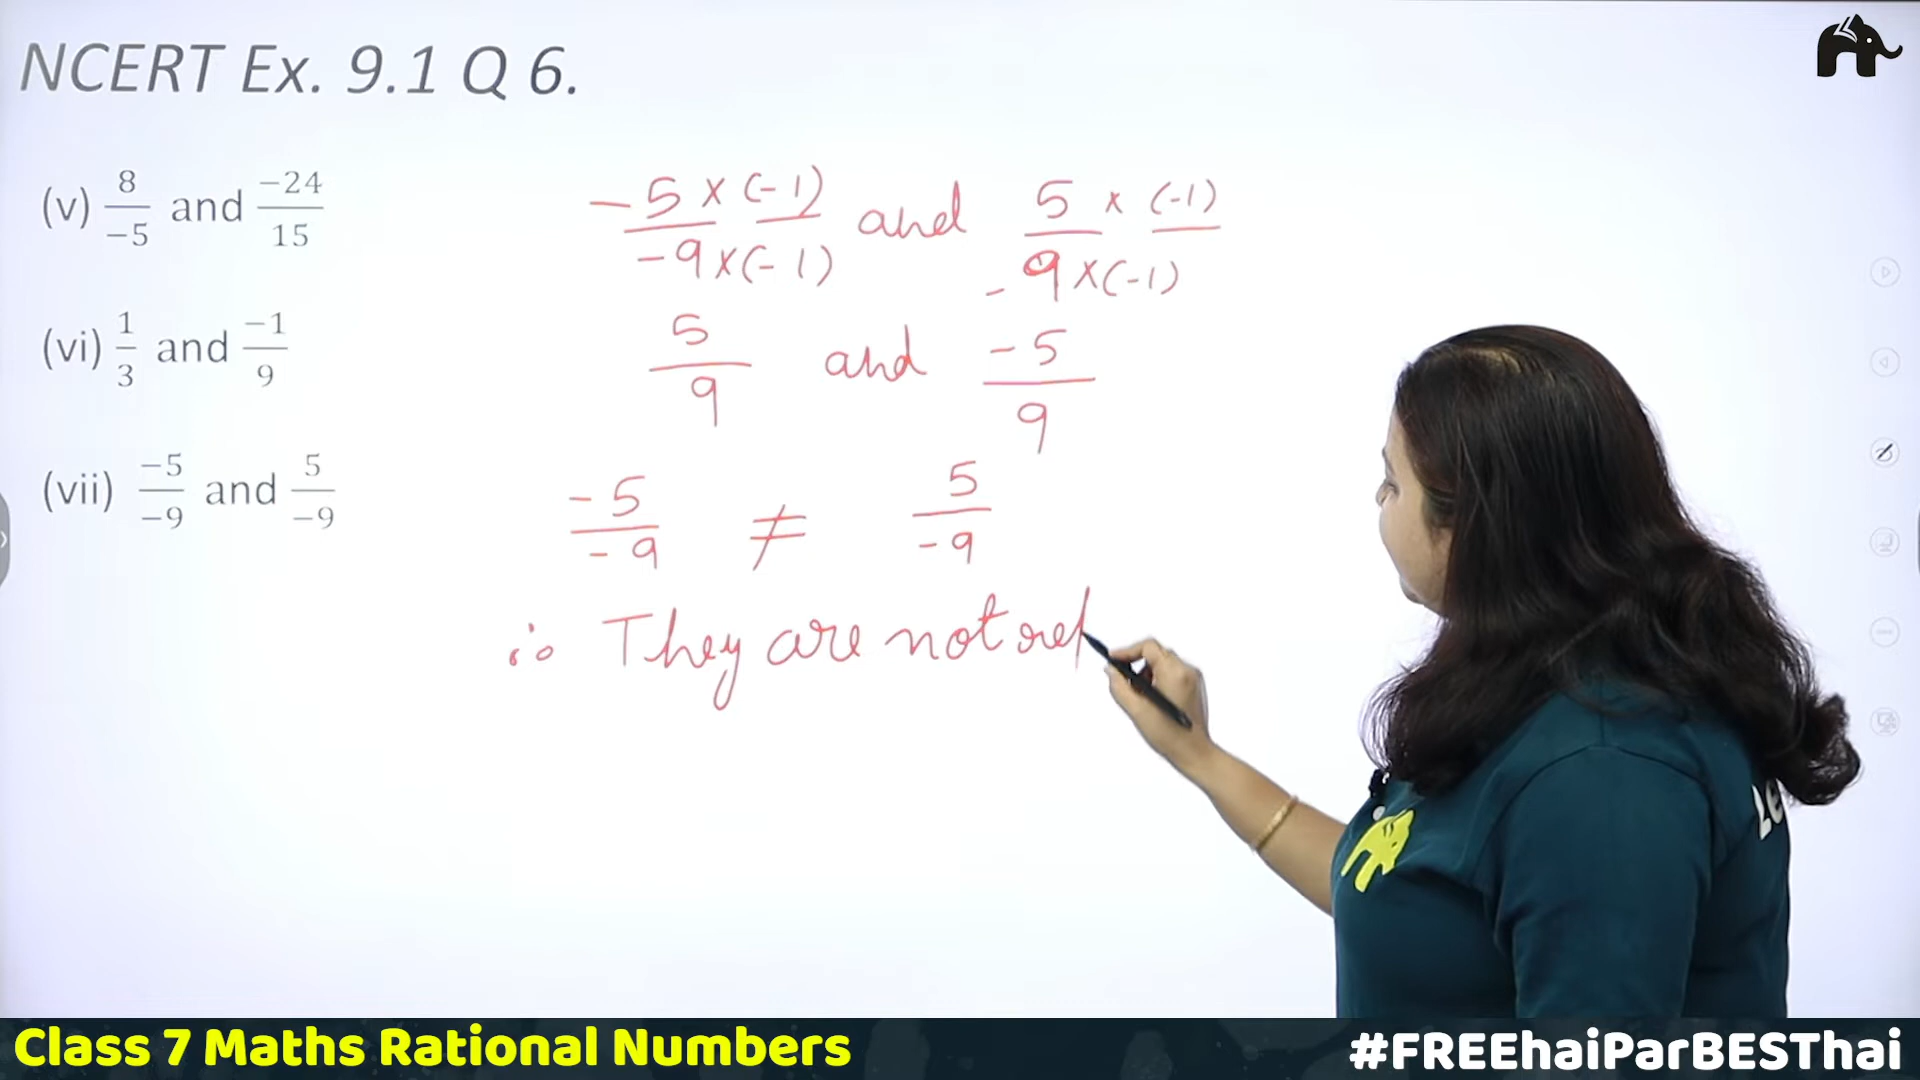 NCERT Ex. 9.1 Q 6.
(v) 8/-5 and -24/15
(vi) 1/3 and -1/9
(vii) -5/-9 and 5/-9
-5 × (-1)/-9 × (-1) and 5 × (-1)/-9 × (-1)
5/9 and -5/9
-5/-9 ≠ 5/-9
∴ They are not rep
Le
Class 7 Maths Rational Numbers
#FREEhaiParBESThai